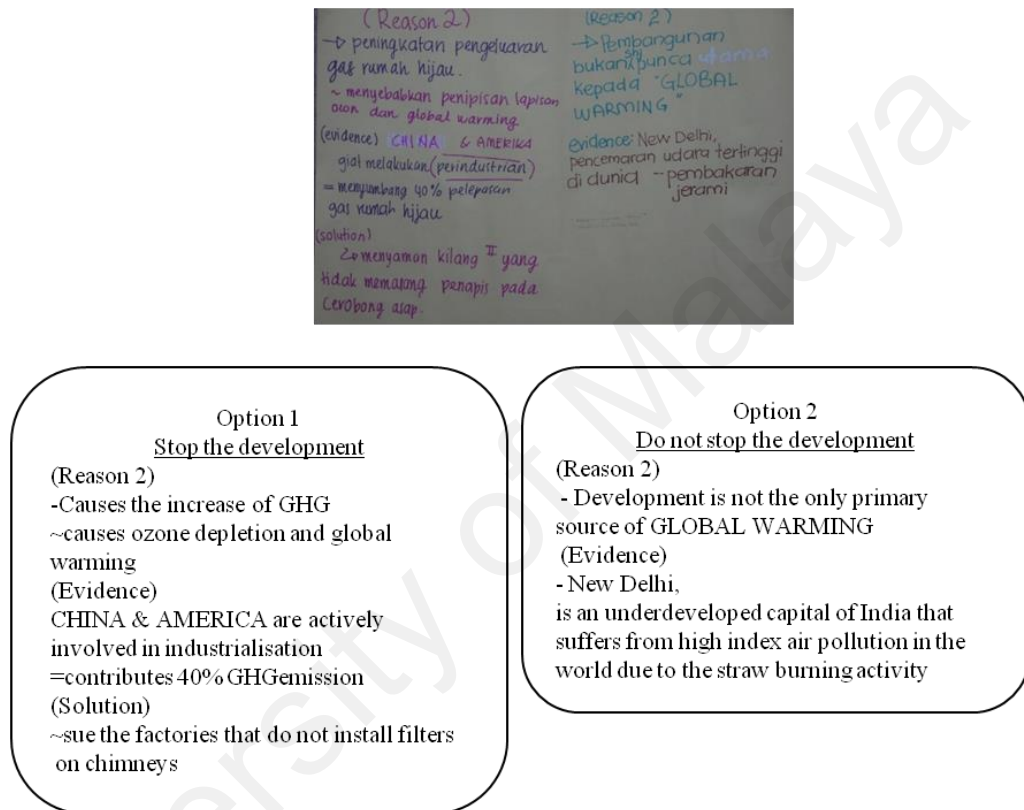 (Reason 2)
→ peningkatan pengeluaran
gas rumah hijau.
~ menyebabkan penipisan lapisan
ozon dan global warming
(evidence) CHINA & AMERIKA
giat melakukan (perindustrian)
= menyumbang 40% pelepasan
gas rumah hijau
(solution)
↳ menyaman kilang II yang
tidak memasang penapis pada
cerobong asap.
(Reason 2)
→ Pembangunan
bukan shj punca utama
kepada "GLOBAL
WARMING"
evidence: New Delhi,
pencemaran udara tertinggi
di dunia - pembakaran
jerami
Option 1
Stop the development
(Reason 2)
-Causes the increase of GHG
~causes ozone depletion and global
warming
(Evidence)
CHINA & AMERICA are actively
involved in industrialisation
=contributes 40% GHGemission
(Solution)
~sue the factories that do not install filters
on chimneys
Option 2
Do not stop the development
(Reason 2)
- Development is not the only primary
source of GLOBAL WARMING
(Evidence)
- New Delhi,
is an underdeveloped capital of India that
suffers from high index air pollution in the
world due to the straw burning activity
ersity of Malaya